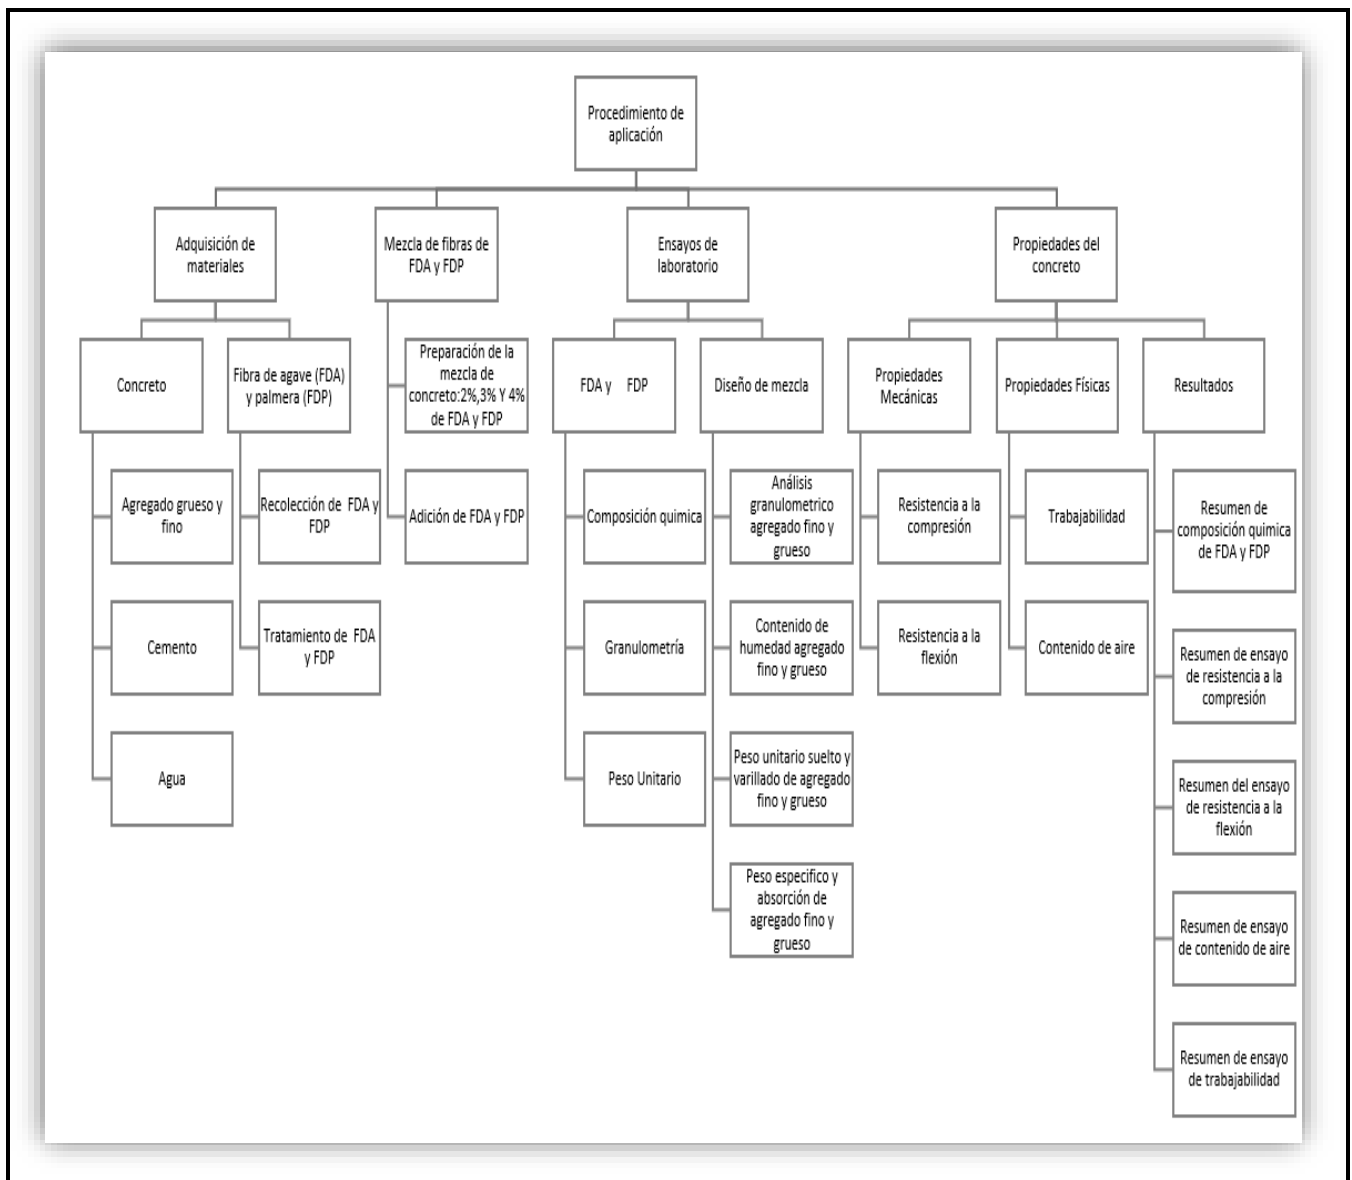 Procedimiento de
aplicación
Adquisición de
materiales
Mezcla de fibras de
FDA y FDP
Ensayos de
laboratorio
Propiedades del
concreto
Concreto
Fibra de agave (FDA)
y palmera (FDP)
Preparación de la
mezcla de
concreto:2%,3% Y 4%
de FDA y FDP
FDA y FDP
Diseño de mezcla
Propiedades
Mecánicas
Propiedades Físicas
Resultados
Agregado grueso y
fino
Recolección de FDA y
FDP
Adición de FDA y FDP
Composición quimica
Análisis
granulometrico
agregado fino y
grueso
Resistencia a la
compresión
Trabajabilidad
Resumen de
composición quimica
de FDA y FDP
Cemento
Tratamiento de FDA
y FDP
Granulometría
Contenido de
humedad agregado
fino y grueso
Resistencia a la
flexión
Contenido de aire
Resumen de ensayo
de resistencia a la
compresión
Agua
Peso Unitario
Peso unitario suelto y
varillado de agregado
fino y grueso
Resumen del ensayo
de resistencia a la
flexión
Peso especifico y
absorción de
agregado fino y
grueso
Resumen de ensayo
de contenido de aire
Resumen de ensayo
de trabajabilidad